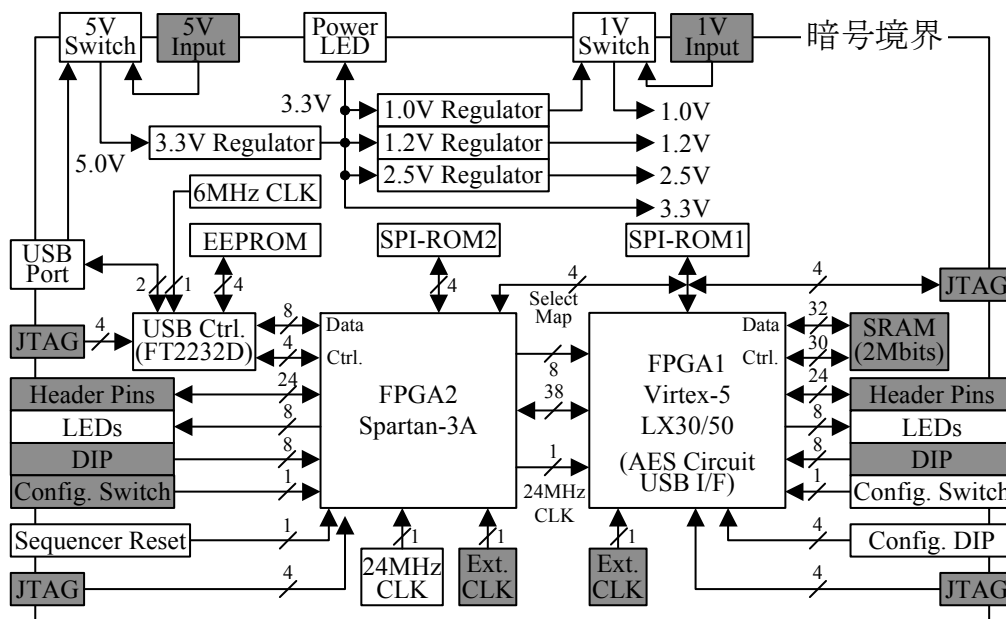 5V Switch
5V Input
Power LED
1V Switch
1V Input
暗号境界
3.3V
1.0V Regulator
1.0V
5.0V
3.3V Regulator
1.2V Regulator
1.2V
2.5V Regulator
2.5V
6MHz CLK
3.3V
USB Port
EEPROM
SPI-ROM2
SPI-ROM1
2
1
4
4
4
4
JTAG
Select Map
JTAG
4
USB Ctrl. (FT2232D)
8
Data
Data
32
SRAM (2Mbits)
4
Ctrl.
8
Ctrl.
30
Header Pins
24
FPGA2
Spartan-3A
38
FPGA1
Virtex-5
LX30/50
(AES Circuit
USB I/F)
24
Header Pins
LEDs
8
8
LEDs
DIP
8
8
DIP
Config. Switch
1
1
24MHz CLK
1
Config. Switch
Sequencer Reset
1
1
24MHz CLK
1
Ext. CLK
1
Ext. CLK
4
Config. DIP
JTAG
4
4
JTAG